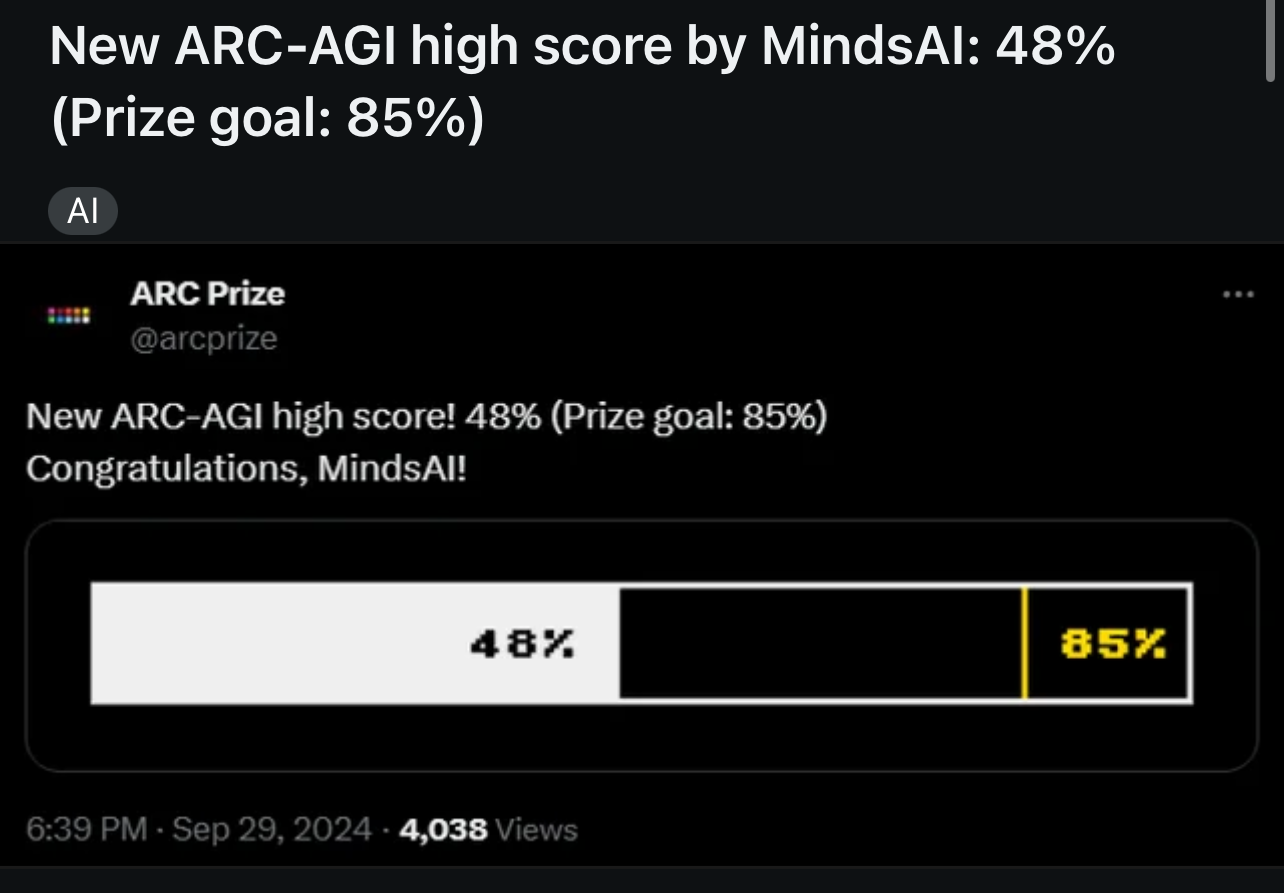 New ARC-AGI high score by MindsAI: 48%
(Prize goal: 85%)
AI
ARC Prize
@arcprize
New ARC-AGI high score! 48% (Prize goal: 85%)
Congratulations, MindsAI!
48% 85%
6:39 PM · Sep 29, 2024 · 4,038 Views